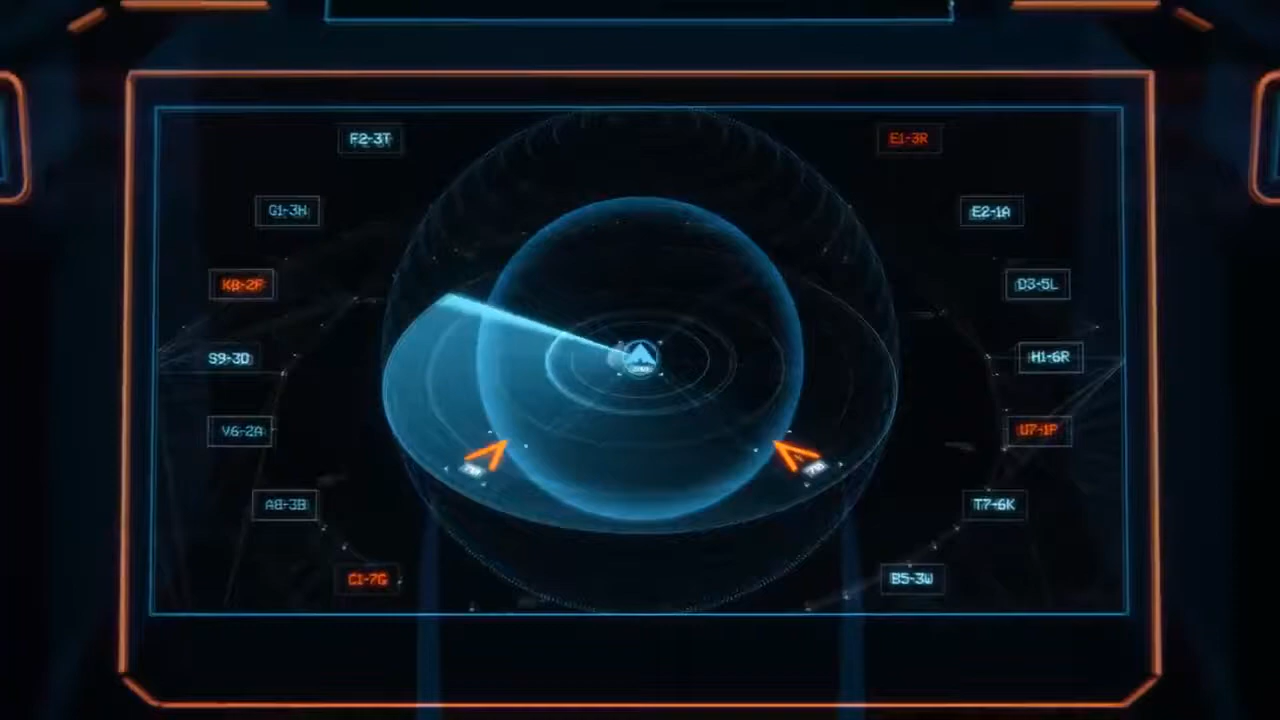 F2-3T
E1-3R
G1-3H
E2-1A
K8-2F
D3-5L
S9-3D
H1-6R
V6-2A
U7-1P
A8-3B
T7-6K
C1-7G
B5-3W